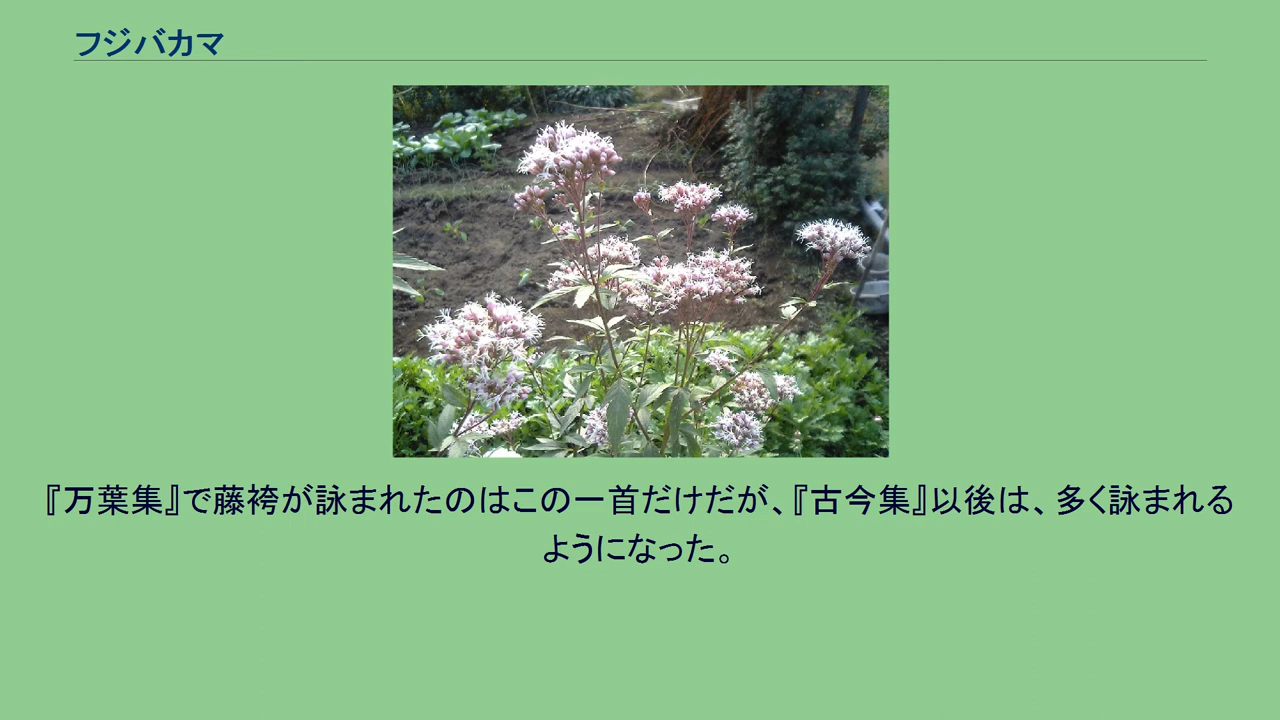 フジバカマ
『万葉集』で藤袴が詠まれたのはこの一首だけだが、『古今集』以後は、多く詠まれる
ようになった。